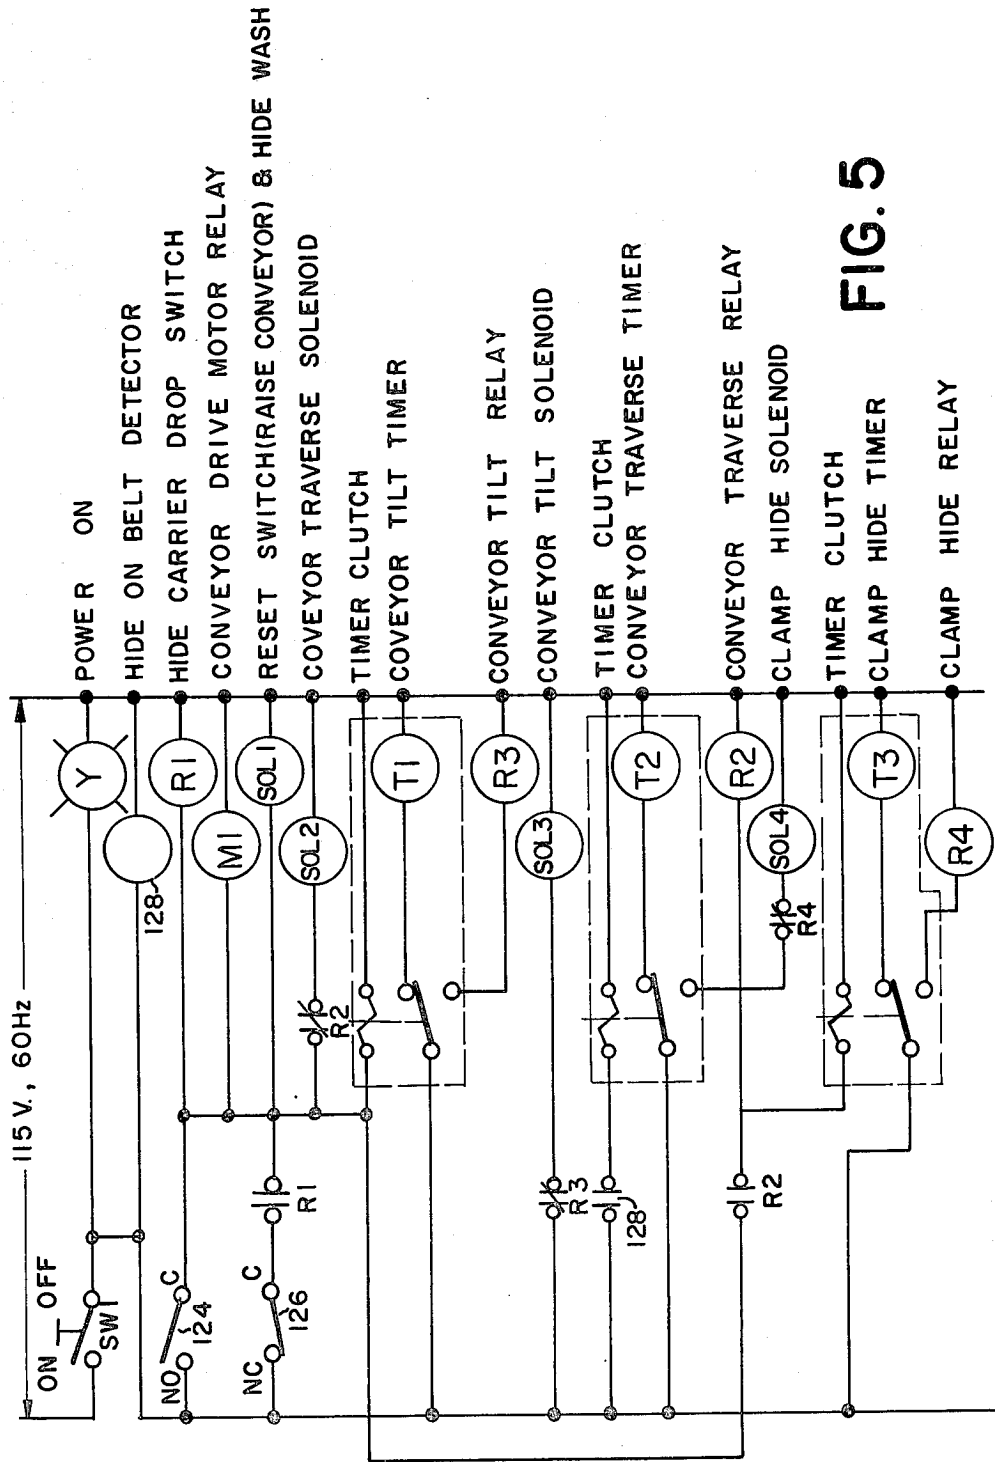 115 V., 60Hz
ON OFF
SW1
Y
POWER ON
128
HIDE ON BELT DETECTOR
NO C
124
R1
HIDE CARRIER DROP SWITCH
M1
CONVEYOR DRIVE MOTOR RELAY
NC C
126
R1
SOL1
RESET SWITCH(RAISE CONVEYOR) & HIDE WASH
R2
SOL2
COVEYOR TRAVERSE SOLENOID
TIMER CLUTCH
T1
COVEYOR TILT TIMER
R3
CONVEYOR TILT RELAY
R3
SOL3
CONVEYOR TILT SOLENOID
128
TIMER CLUTCH
T2
CONVEYOR TRAVERSE TIMER
R2
R2
CONVEYOR TRAVERSE RELAY
R4
SOL4
CLAMP HIDE SOLENOID
TIMER CLUTCH
T3
CLAMP HIDE TIMER
R4
CLAMP HIDE RELAY
FIG. 5